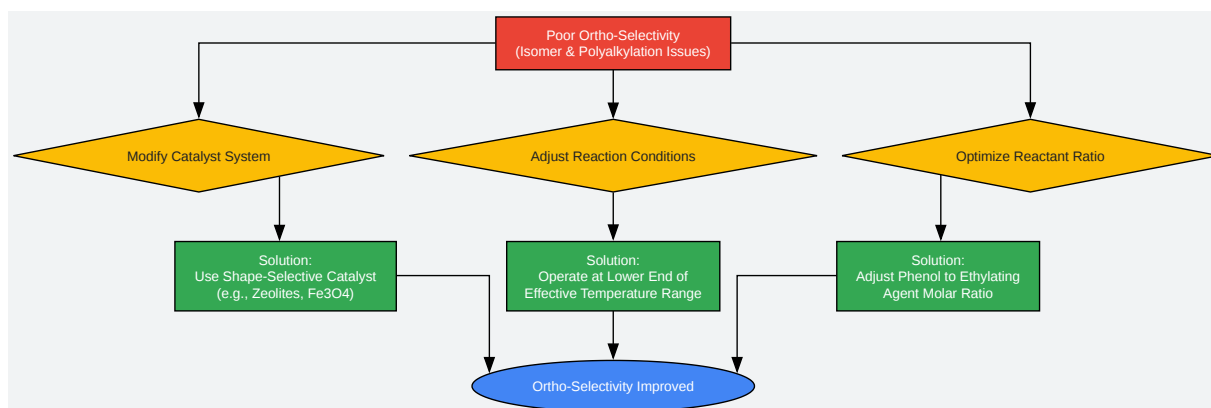 Poor Ortho-Selectivity
(Isomer & Polyalkylation Issues)
Modify Catalyst System
Adjust Reaction Conditions
Optimize Reactant Ratio
Solution:
Use Shape-Selective Catalyst
(e.g., Zeolites, Fe3O4)
Solution:
Operate at Lower End of
Effective Temperature Range
Solution:
Adjust Phenol to Ethylating
Agent Molar Ratio
Ortho-Selectivity Improved